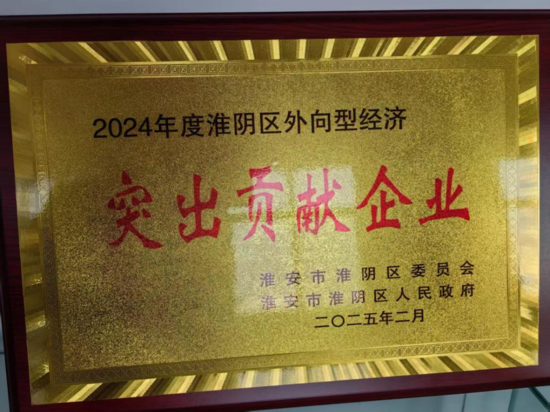 2024年度淮阴区外向型经济
突出贡献企业
淮安市淮阴区委员会
淮安市淮阴区人民政府
二〇二五年二月